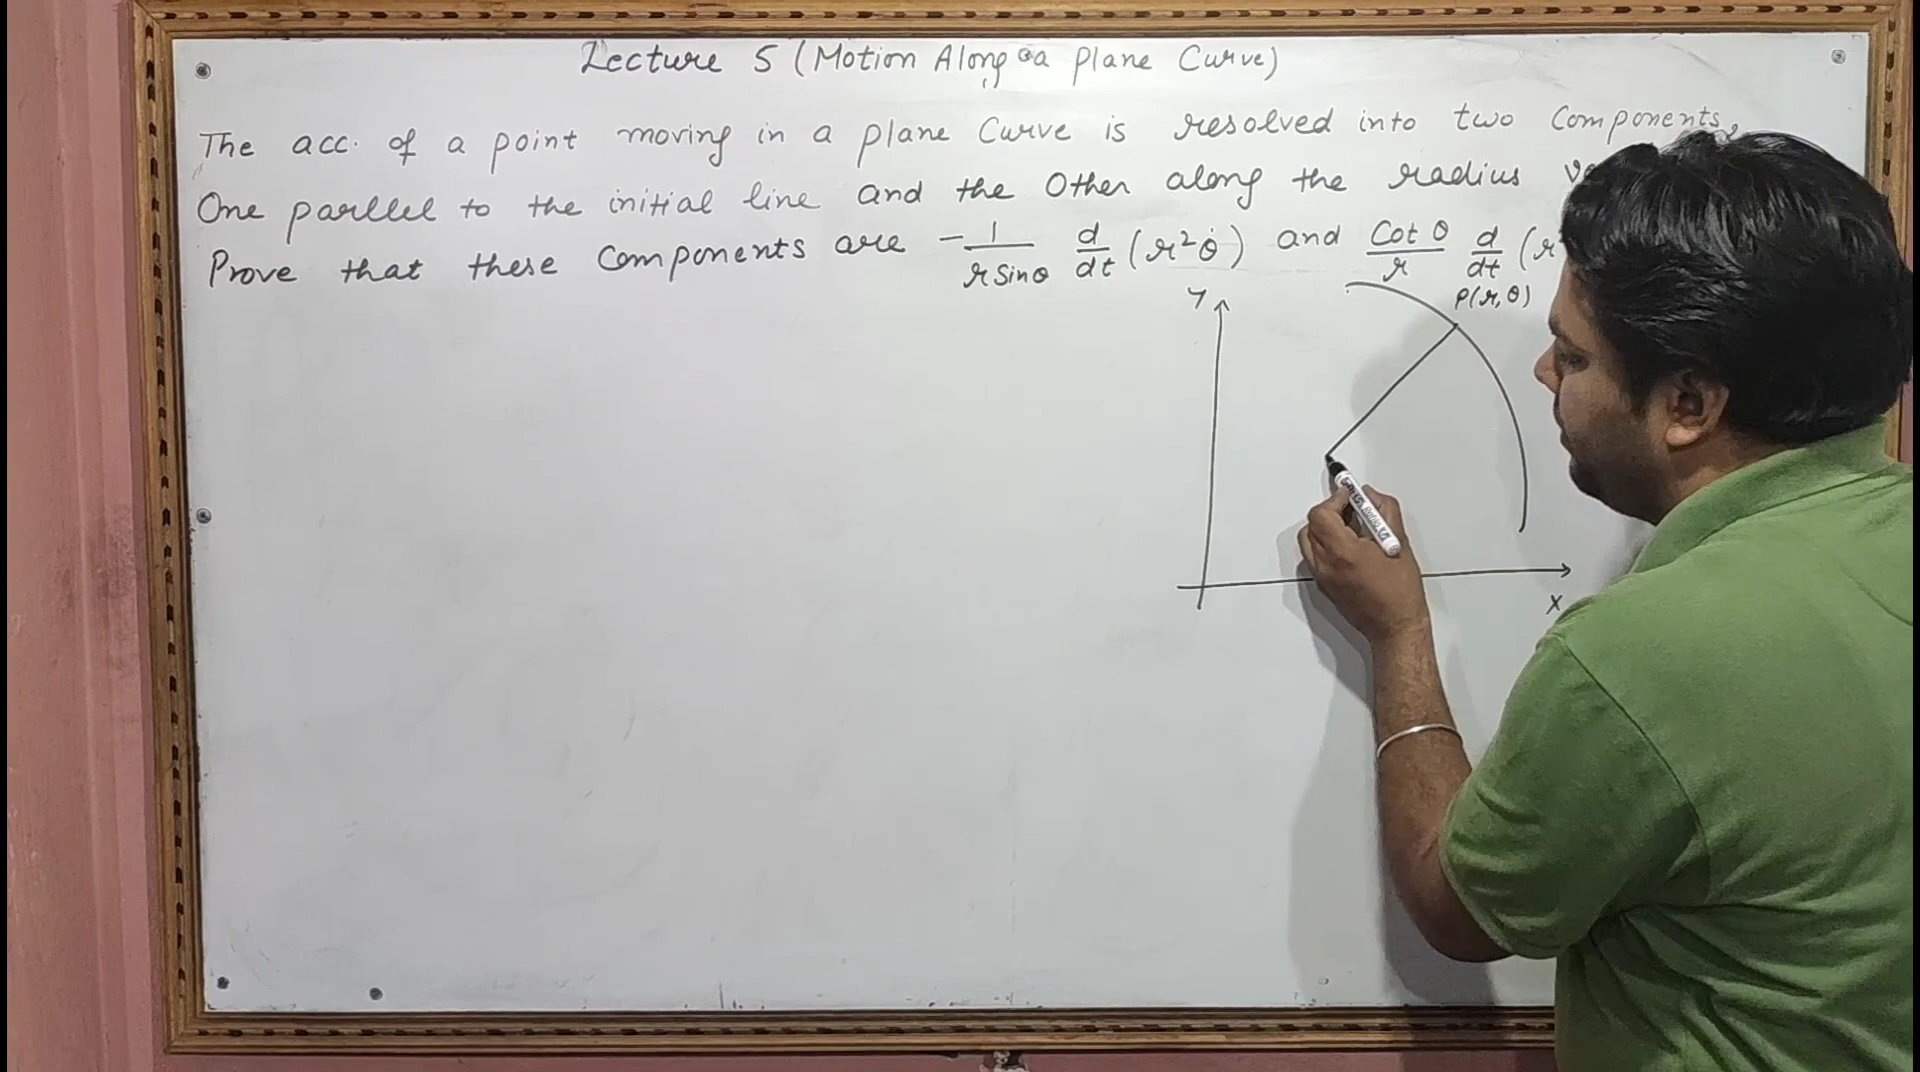 Lecture 5 (Motion Along a plane Curve)
The acc. of a point moving in a plane Curve is resolved into two Components,
One parllel to the initial line and the Other along the radius
Prove that these Components are -1/(r sinθ) d/dt (r²θ̇) and Cotθ/r d/dt (r
P(r, θ)
Y
X